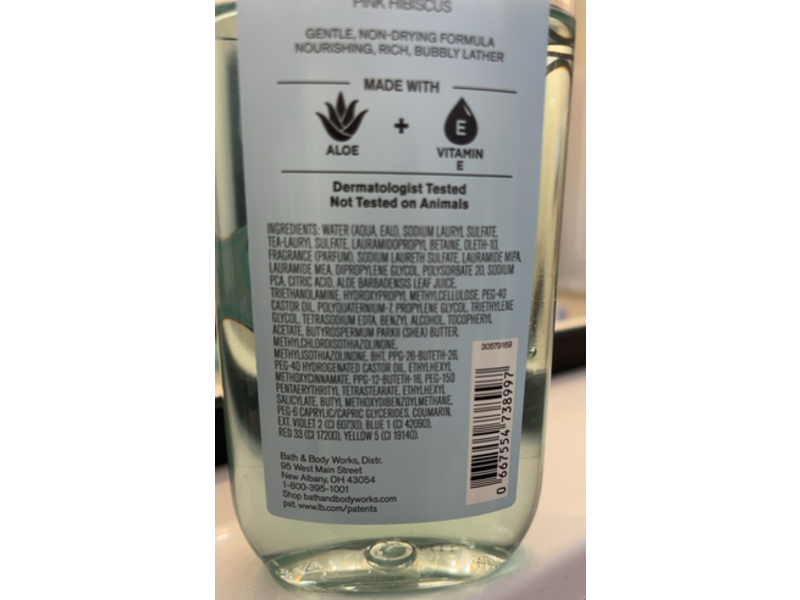 PINK HIBISCUS
GENTLE, NON-DRYING FORMULA
NOURISHING, RICH, BUBBLY LATHER
MADE WITH
+
E
ALOE
VITAMIN
E
Dermatologist Tested
Not Tested on Animals
INGREDIENTS: WATER (AQUA, EAU), SODIUM LAURYL SULFATE,
TEA-LAURYL SULFATE, LAURAMIDOPROPYL BETAINE, OLETH-10,
FRAGRANCE (PARFUM), SODIUM LAURETH SULFATE, LAURAMIDE MIPA,
LAURAMIDE MEA, DIPROPYLENE GLYCOL, POLYSORBATE 20, SODIUM
PCA, CITRIC ACID, ALOE BARBADENSIS LEAF JUICE,
TRIETHANOLAMINE, HYDROXYPROPYL METHYLCELLULOSE, PEG-40
CASTOR OIL, POLYQUATERNIUM-7, PROPYLENE GLYCOL, TRIETHYLENE
GLYCOL, TETRASODIUM EDTA, BENZYL ALCOHOL, TOCOPHERYL
ACETATE, BUTYROSPERMUM PARKII (SHEA) BUTTER,
METHYLCHLOROISOTHIAZOLINONE,
METHYLISOTHIAZOLINONE, BHT, PPG-26-BUTETH-26,
PEG-40 HYDROGENATED CASTOR OIL, ETHYLHEXYL
METHOXYCINNAMATE, PPG-12-BUTETH-16, PEG-150
PENTAERYTHRITYL TETRASTEARATE, ETHYLHEXYL
SALICYLATE, BUTYL METHOXYDIBENZOYLMETHANE,
PEG-6 CAPRYLIC/CAPRIC GLYCERIDES, COUMARIN,
EXT. VIOLET 2 (CI 60730), BLUE 1 (CI 42090),
RED 33 (CI 17200), YELLOW 5 (CI 19140).
30579169
0 667554 738997
Bath & Body Works, Distr.
95 West Main Street
New Albany, OH 43054
1-800-395-1001
Shop bathandbodyworks.com
pat. www.lb.com/patents